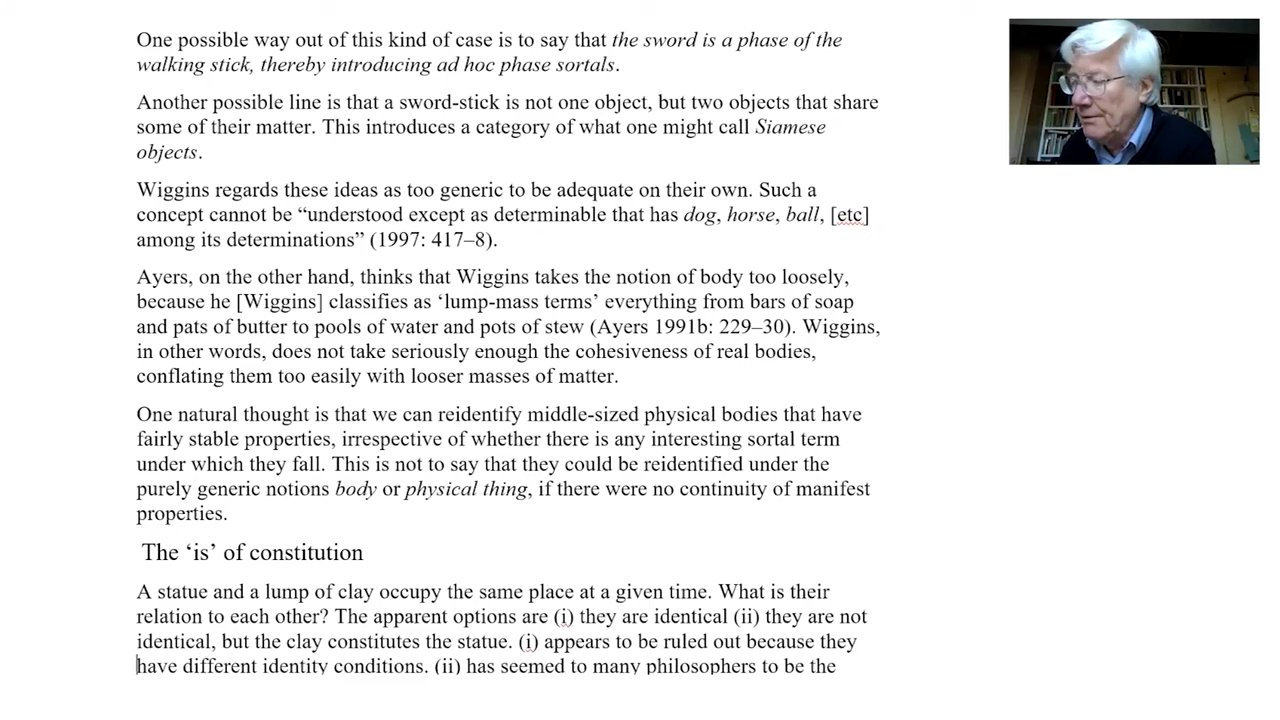 One possible way out of this kind of case is to say that the sword is a phase of the
walking stick, thereby introducing ad hoc phase sortals.
Another possible line is that a sword-stick is not one object, but two objects that share
some of their matter. This introduces a category of what one might call Siamese
objects.
Wiggins regards these ideas as too generic to be adequate on their own. Such a
concept cannot be “understood except as determinable that has dog, horse, ball, [etc]
among its determinations” (1997: 417–8).
Ayers, on the other hand, thinks that Wiggins takes the notion of body too loosely,
because he [Wiggins] classifies as ‘lump-mass terms’ everything from bars of soap
and pats of butter to pools of water and pots of stew (Ayers 1991b: 229–30). Wiggins,
in other words, does not take seriously enough the cohesiveness of real bodies,
conflating them too easily with looser masses of matter.
One natural thought is that we can reidentify middle-sized physical bodies that have
fairly stable properties, irrespective of whether there is any interesting sortal term
under which they fall. This is not to say that they could be reidentified under the
purely generic notions body or physical thing, if there were no continuity of manifest
properties.
The ‘is’ of constitution
A statue and a lump of clay occupy the same place at a given time. What is their
relation to each other? The apparent options are (i) they are identical (ii) they are not
identical, but the clay constitutes the statue. (i) appears to be ruled out because they
have different identity conditions. (ii) has seemed to many philosophers to be the